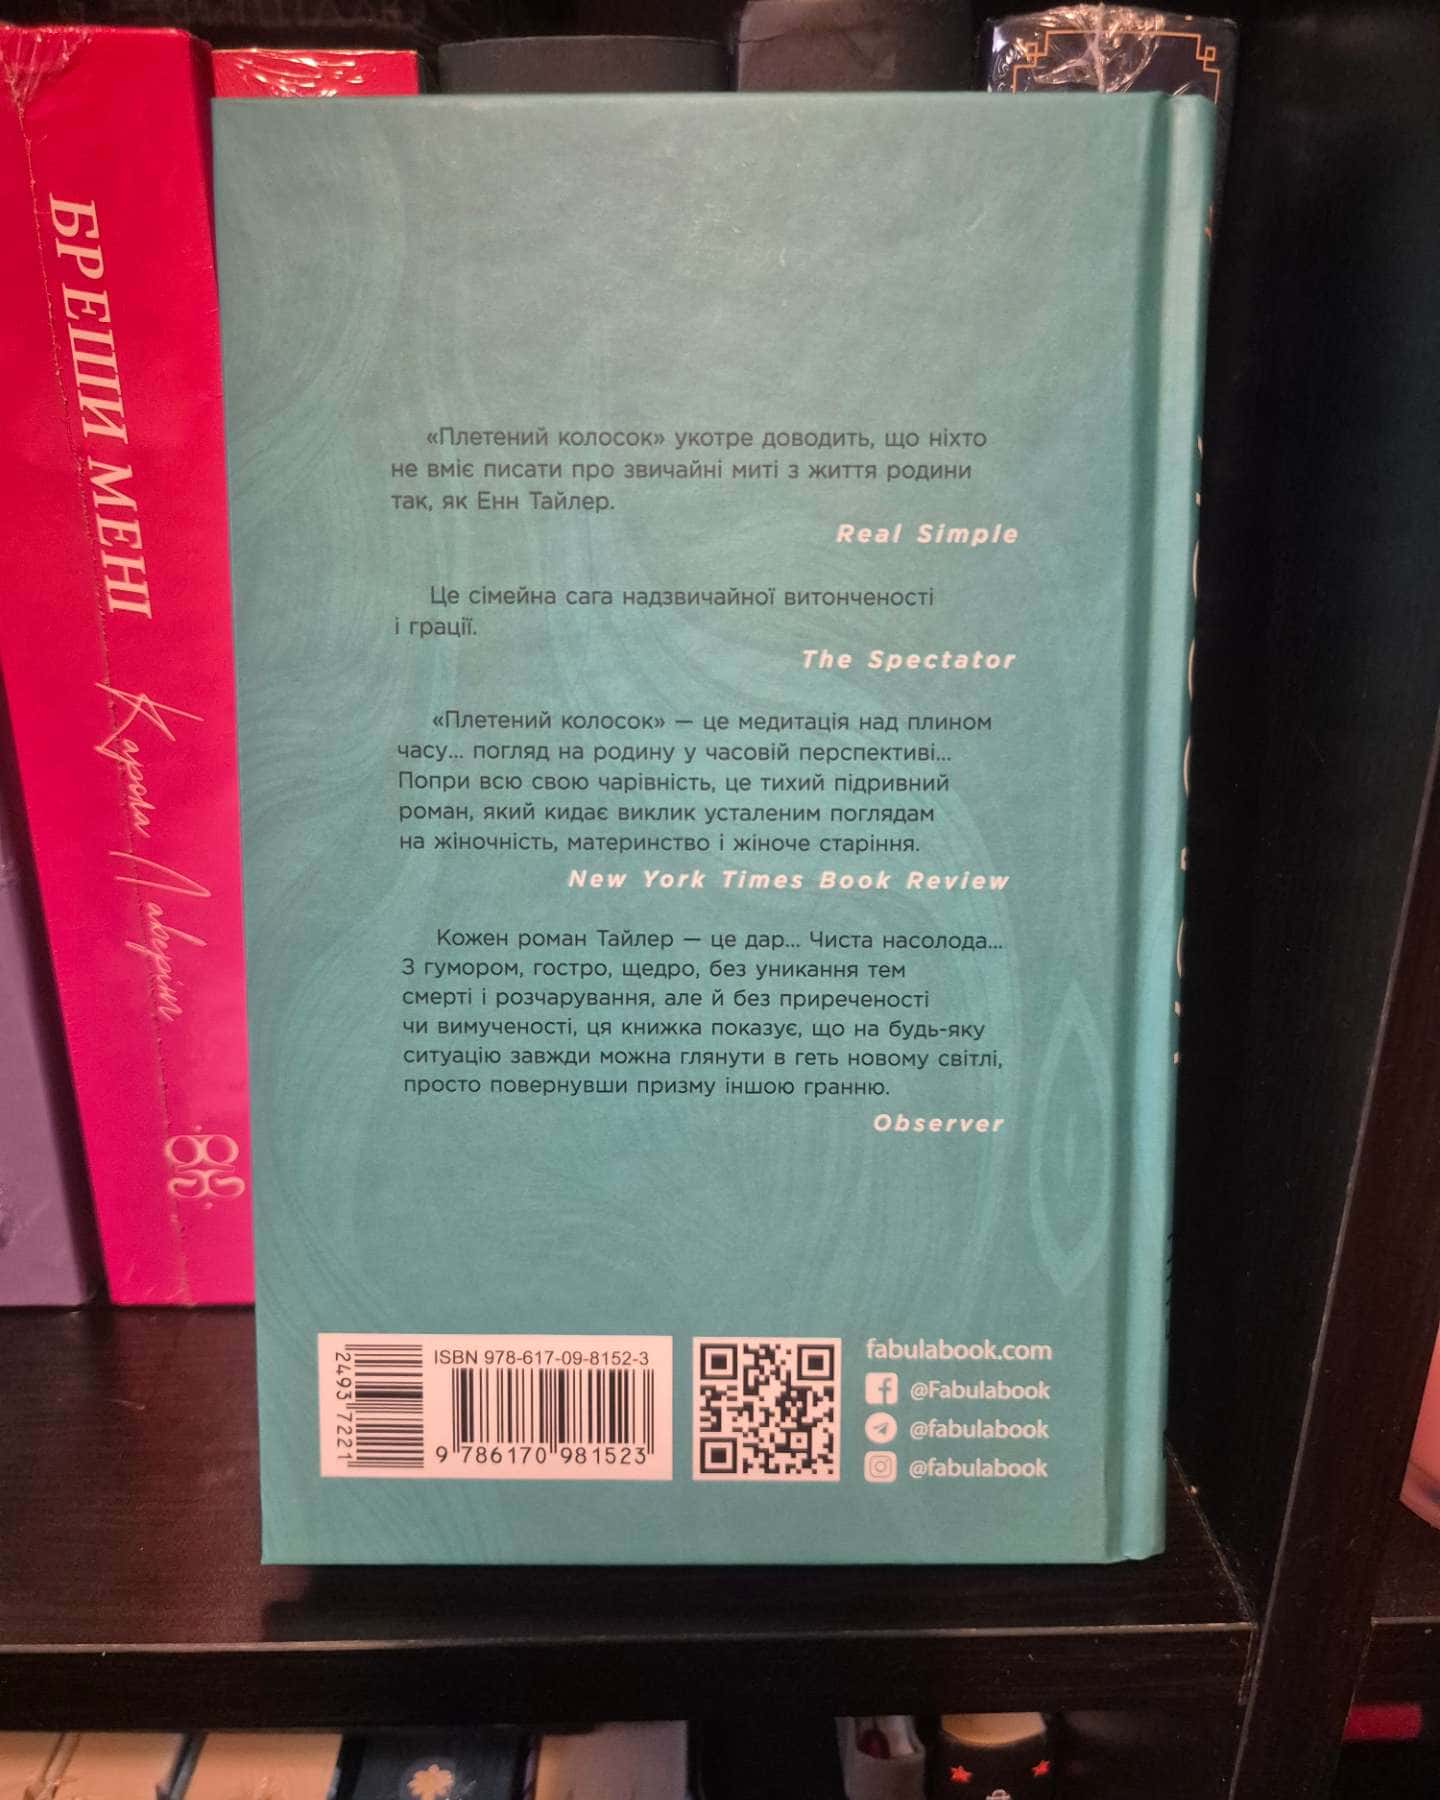 БРЕШИ МЕНІ
Карола Ловерінг
«Плетений колосок» укотре доводить, що ніхто
не вміє писати про звичайні миті з життя родини
так, як Енн Тайлер.
Real Simple
Це сімейна сага надзвичайної витонченості
і грації.
The Spectator
«Плетений колосок» — це медитація над плином
часу... погляд на родину у часовій перспективі...
Попри всю свою чарівність, це тихий підривний
роман, який кидає виклик усталеним поглядам
на жіночність, материнство і жіноче старіння.
New York Times Book Review
Кожен роман Тайлер — це дар... Чиста насолода...
З гумором, гостро, щедро, без уникання тем
смерті і розчарування, але й без приреченості
чи вимученості, ця книжка показує, що на будь-яку
ситуацію завжди можна глянути в геть новому світлі,
просто повернувши призму іншою гранню.
Observer
2493 7221
ISBN 978-617-09-8152-3
9 786170 981523
fabulabook.com
@Fabulabook
@fabulabook
@fabulabook